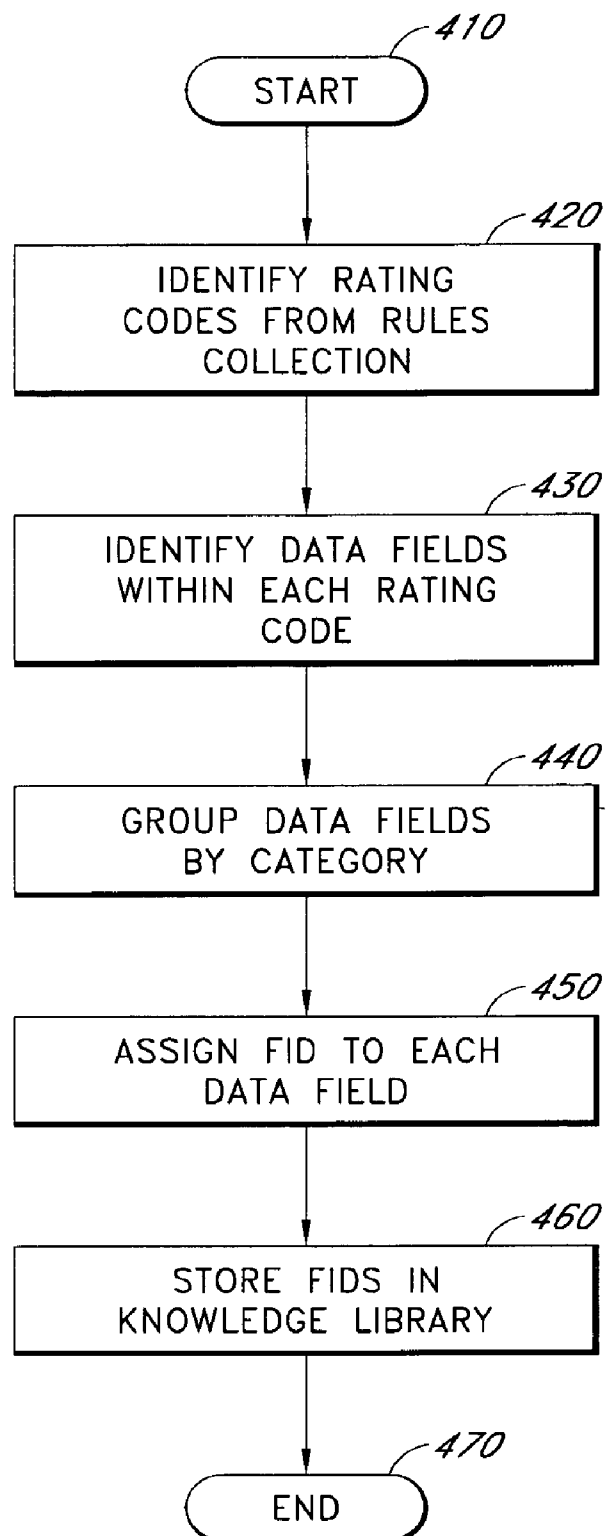 410
START
420
IDENTIFY RATING
CODES FROM RULES
COLLECTION
430
IDENTIFY DATA FIELDS
WITHIN EACH RATING
CODE
440
GROUP DATA FIELDS
BY CATEGORY
450
ASSIGN FID TO EACH
DATA FIELD
460
STORE FIDS IN
KNOWLEDGE LIBRARY
470
END